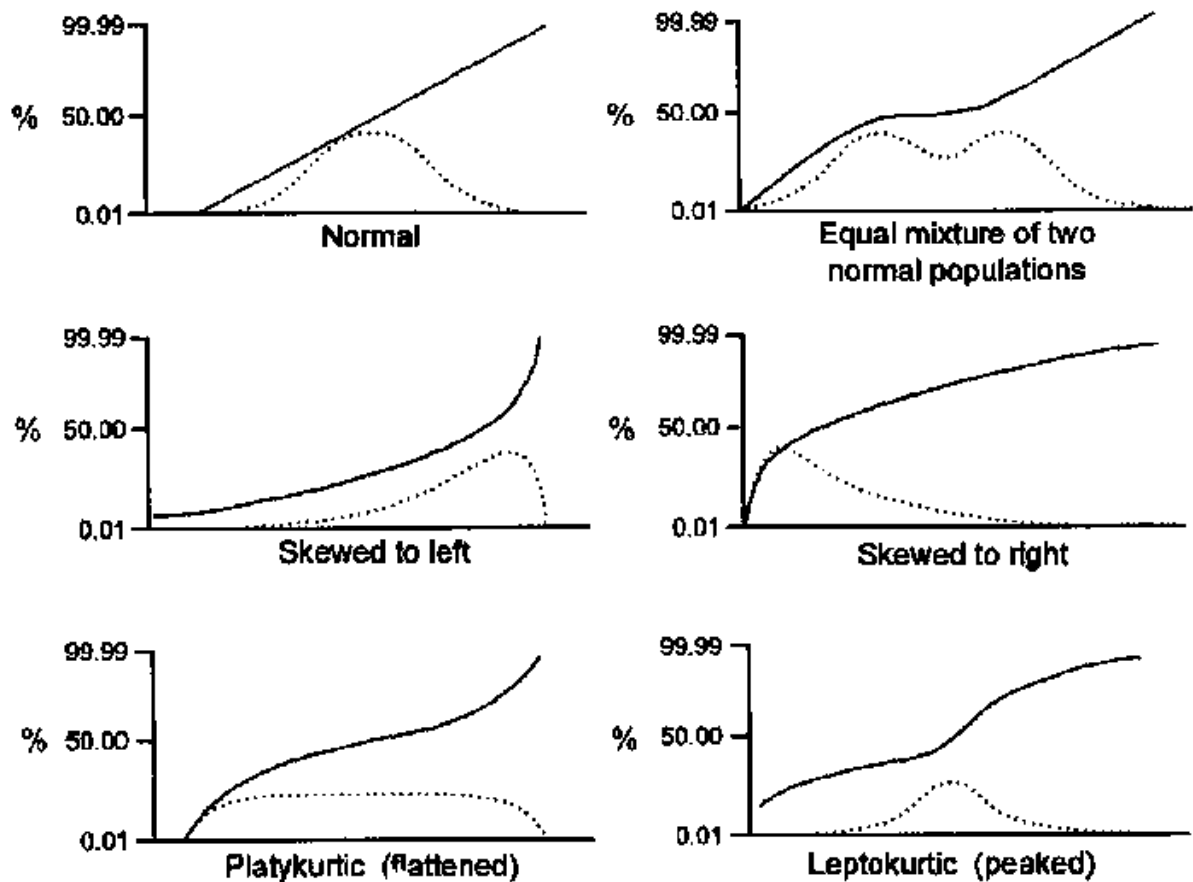 99.99
% 50.00
0.01
Normal
99.99
% 50.00
0.01
Equal mixture of two
normal populations
99.99
% 50.00
0.01
Skewed to left
99.99
% 50.00
0.01
Skewed to right
99.99
% 50.00
0.01
Platykurtic (flattened)
99.99
% 50.00
0.01
Leptokurtic (peaked)